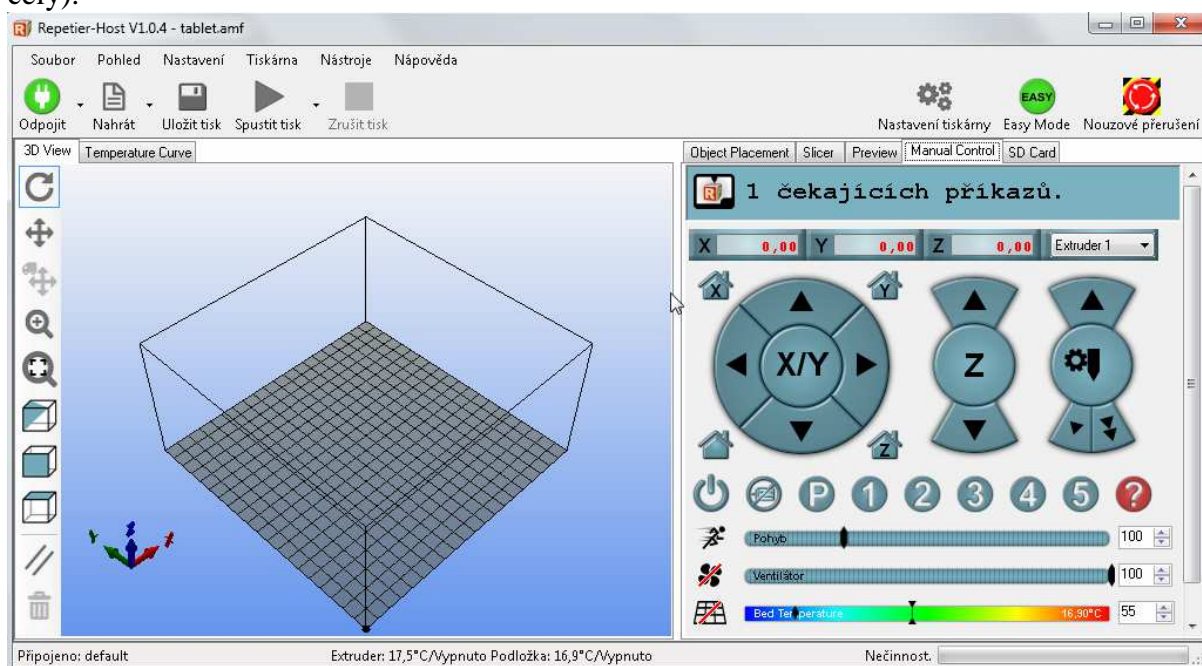 celý).
Repetier-Host V1.0.4 - tablet.amf
Soubor Pohled Nastavení Tiskárna Nástroje Nápověda
Odpojit Nahrát Uložit tisk Spustit tisk Zrušit tisk Nastavení tiskárny EASY Easy Mode Nouzové přerušení
3D View Temperature Curve Object Placement Slicer Preview Manual Control SD Card
1 čekajících příkazů.
X 0,00 Y 0,00 Z 0,00 Extruder 1
X Y
X/Y Z
Z
P 1 2 3 4 5 ?
Pohyb 100
Ventilátor 100
Bed Temperature 16,90°C 55
Y Z X
Připojeno: default Extruder: 17,5°C/Vypnuto Podložka: 16,9°C/Vypnuto Nečinnost.